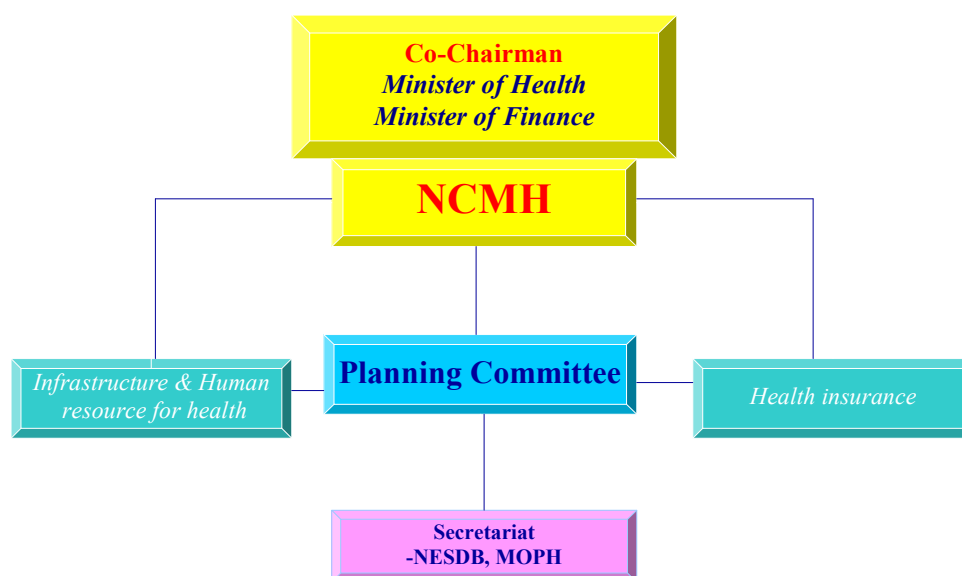 Co-Chairman
Minister of Health
Minister of Finance
NCMH
Infrastructure & Human
resource for health
Planning Committee
Health insurance
Secretariat
-NESDB, MOPH